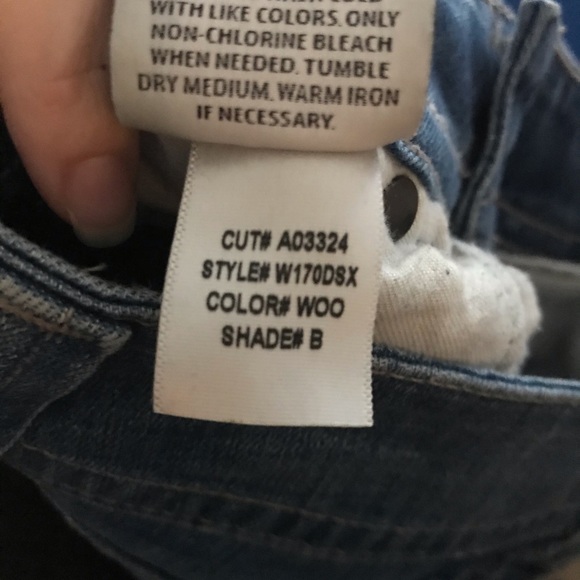 WITH LIKE COLORS. ONLY
NON-CHLORINE BLEACH
WHEN NEEDED. TUMBLE
DRY MEDIUM. WARM IRON
IF NECESSARY.
CUT# A03324
STYLE# W170DSX
COLOR# WOO
SHADE# B